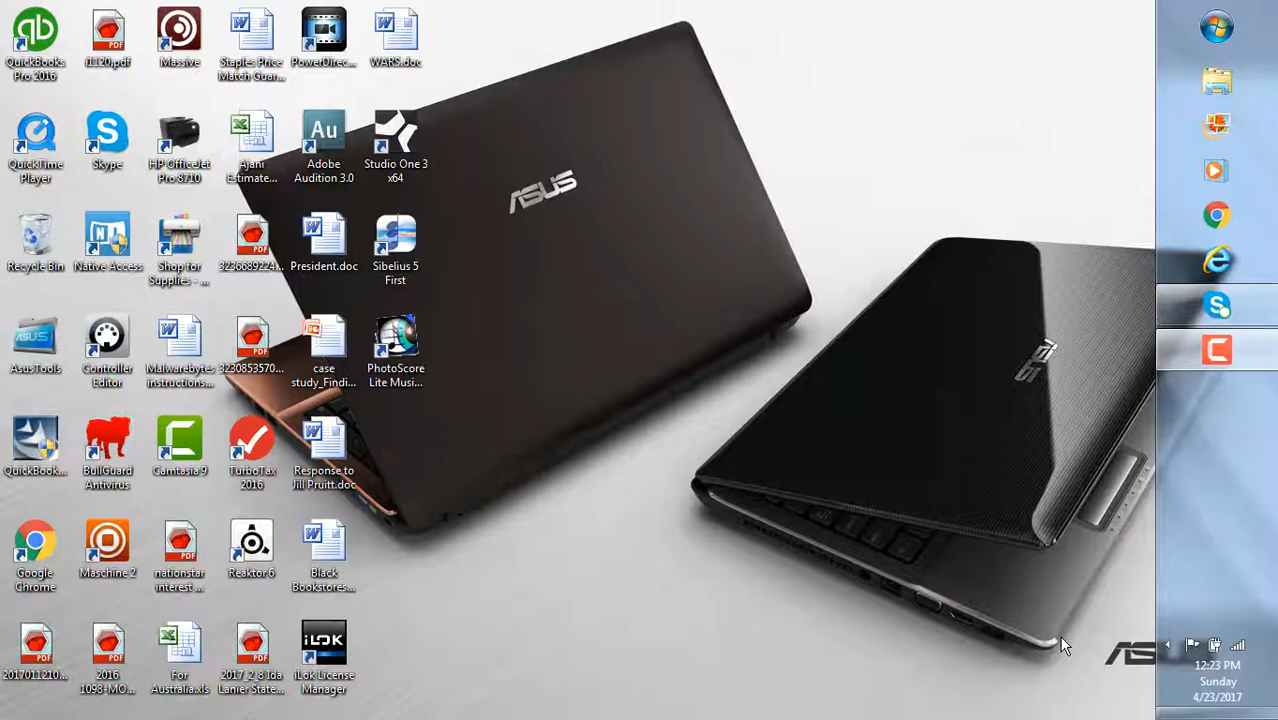 QuickBooks
Pro 2016
f1120.pdf
Massive
Staples Price
Match Guar...
PowerDirec...
WARS.doc
QuickTime
Player
Skype
HP OfficeJet
Pro 8710
Ajani
Estimate...
Au
Adobe
Audition 3.0
Studio One 3
x64
Recycle Bin
Native Access
Shop for
Supplies - ...
3236689224...
President.doc
Sibelius 5
First
AsusTools
Controller
Editor
Malwarebytes
instructions...
3230853570...
case
study_Findi...
PhotoScore
Lite Musi...
QuickBook...
BullGuard
Antivirus
Camtasia 9
TurboTax
2016
Response to
Jill Pruitt.doc
Google
Chrome
Maschine 2
nationstar
interest ...
Reaktor 6
Black
Bookstores...
2017011210...
2016
1098-MO...
For
Australia.xls
2017_2_8 Ida
Lanier State...
iLOK
iLok License
Manager
ASUS
12:23 PM
Sunday
4/23/2017